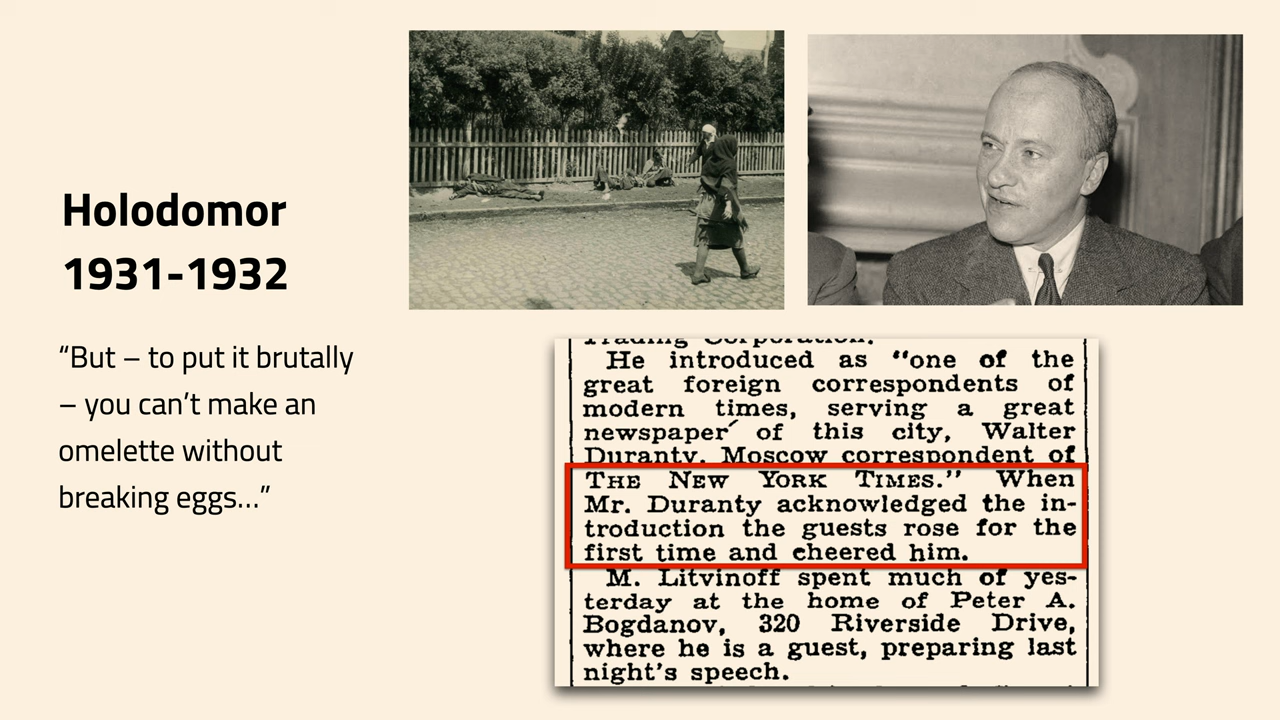 Holodomor
1931-1932
“But – to put it brutally
– you can’t make an
omelette without
breaking eggs...”
Trading Corporation.
He introduced as “one of the
great foreign correspondents of
modern times, serving a great
newspaper of this city, Walter
Duranty, Moscow correspondent of
THE NEW YORK TIMES.” When
Mr. Duranty acknowledged the in-
troduction the guests rose for the
first time and cheered him.
M. Litvinoff spent much of yes-
terday at the home of Peter A.
Bogdanov, 320 Riverside Drive,
where he is a guest, preparing last
night’s speech.